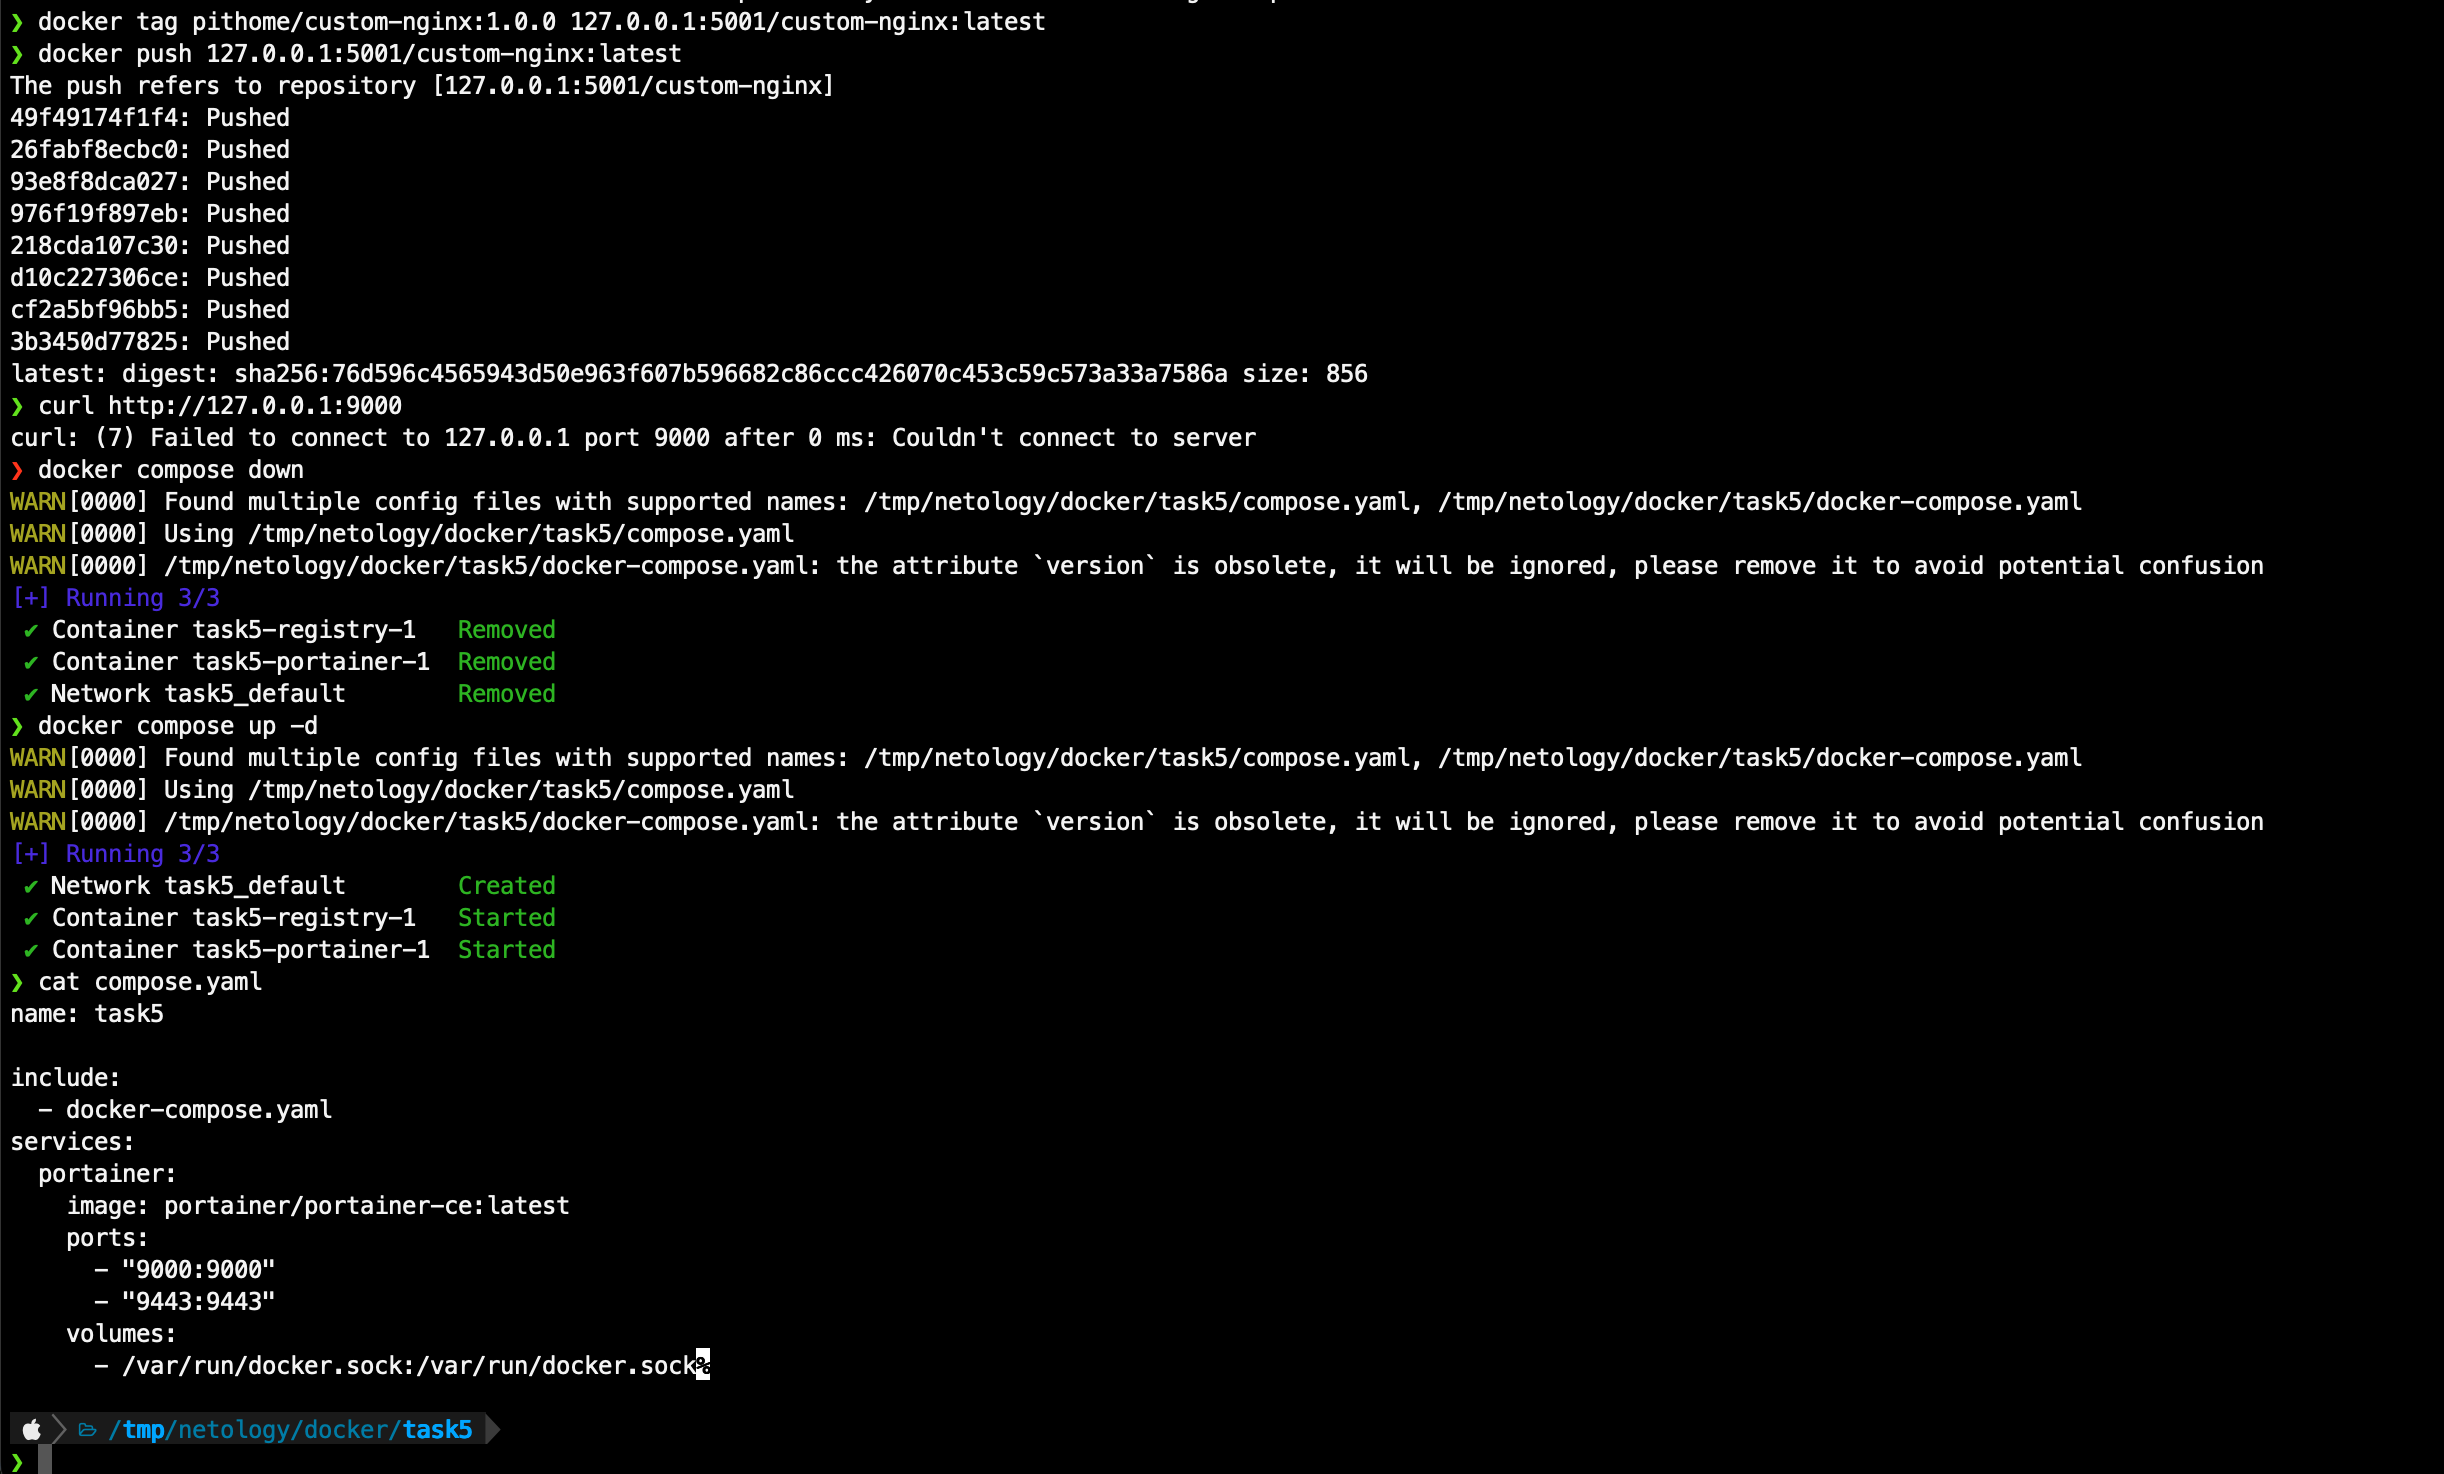 ❯ docker tag pithome/custom-nginx:1.0.0 127.0.0.1:5001/custom-nginx:latest
❯ docker push 127.0.0.1:5001/custom-nginx:latest
The push refers to repository [127.0.0.1:5001/custom-nginx]
49f49174f1f4: Pushed
26fabf8ecbc0: Pushed
93e8f8dca027: Pushed
976f19f897eb: Pushed
218cda107c30: Pushed
d10c227306ce: Pushed
cf2a5bf96bb5: Pushed
3b3450d77825: Pushed
latest: digest: sha256:76d596c4565943d50e963f607b596682c86ccc426070c453c59c573a33a7586a size: 856
❯ curl http://127.0.0.1:9000
curl: (7) Failed to connect to 127.0.0.1 port 9000 after 0 ms: Couldn't connect to server
❯ docker compose down
WARN[0000] Found multiple config files with supported names: /tmp/netology/docker/task5/compose.yaml, /tmp/netology/docker/task5/docker-compose.yaml
WARN[0000] Using /tmp/netology/docker/task5/compose.yaml
WARN[0000] /tmp/netology/docker/task5/docker-compose.yaml: the attribute `version` is obsolete, it will be ignored, please remove it to avoid potential confusion
[+] Running 3/3
 ✔ Container task5-registry-1   Removed
 ✔ Container task5-portainer-1  Removed
 ✔ Network task5_default        Removed
❯ docker compose up -d
WARN[0000] Found multiple config files with supported names: /tmp/netology/docker/task5/compose.yaml, /tmp/netology/docker/task5/docker-compose.yaml
WARN[0000] Using /tmp/netology/docker/task5/compose.yaml
WARN[0000] /tmp/netology/docker/task5/docker-compose.yaml: the attribute `version` is obsolete, it will be ignored, please remove it to avoid potential confusion
[+] Running 3/3
 ✔ Network task5_default        Created
 ✔ Container task5-registry-1   Started
 ✔ Container task5-portainer-1  Started
❯ cat compose.yaml
name: task5

include:
  - docker-compose.yaml
services:
  portainer:
    image: portainer/portainer-ce:latest
    ports:
      - "9000:9000"
      - "9443:9443"
    volumes:
      - /var/run/docker.sock:/var/run/docker.sock%

/tmp/netology/docker/task5
❯